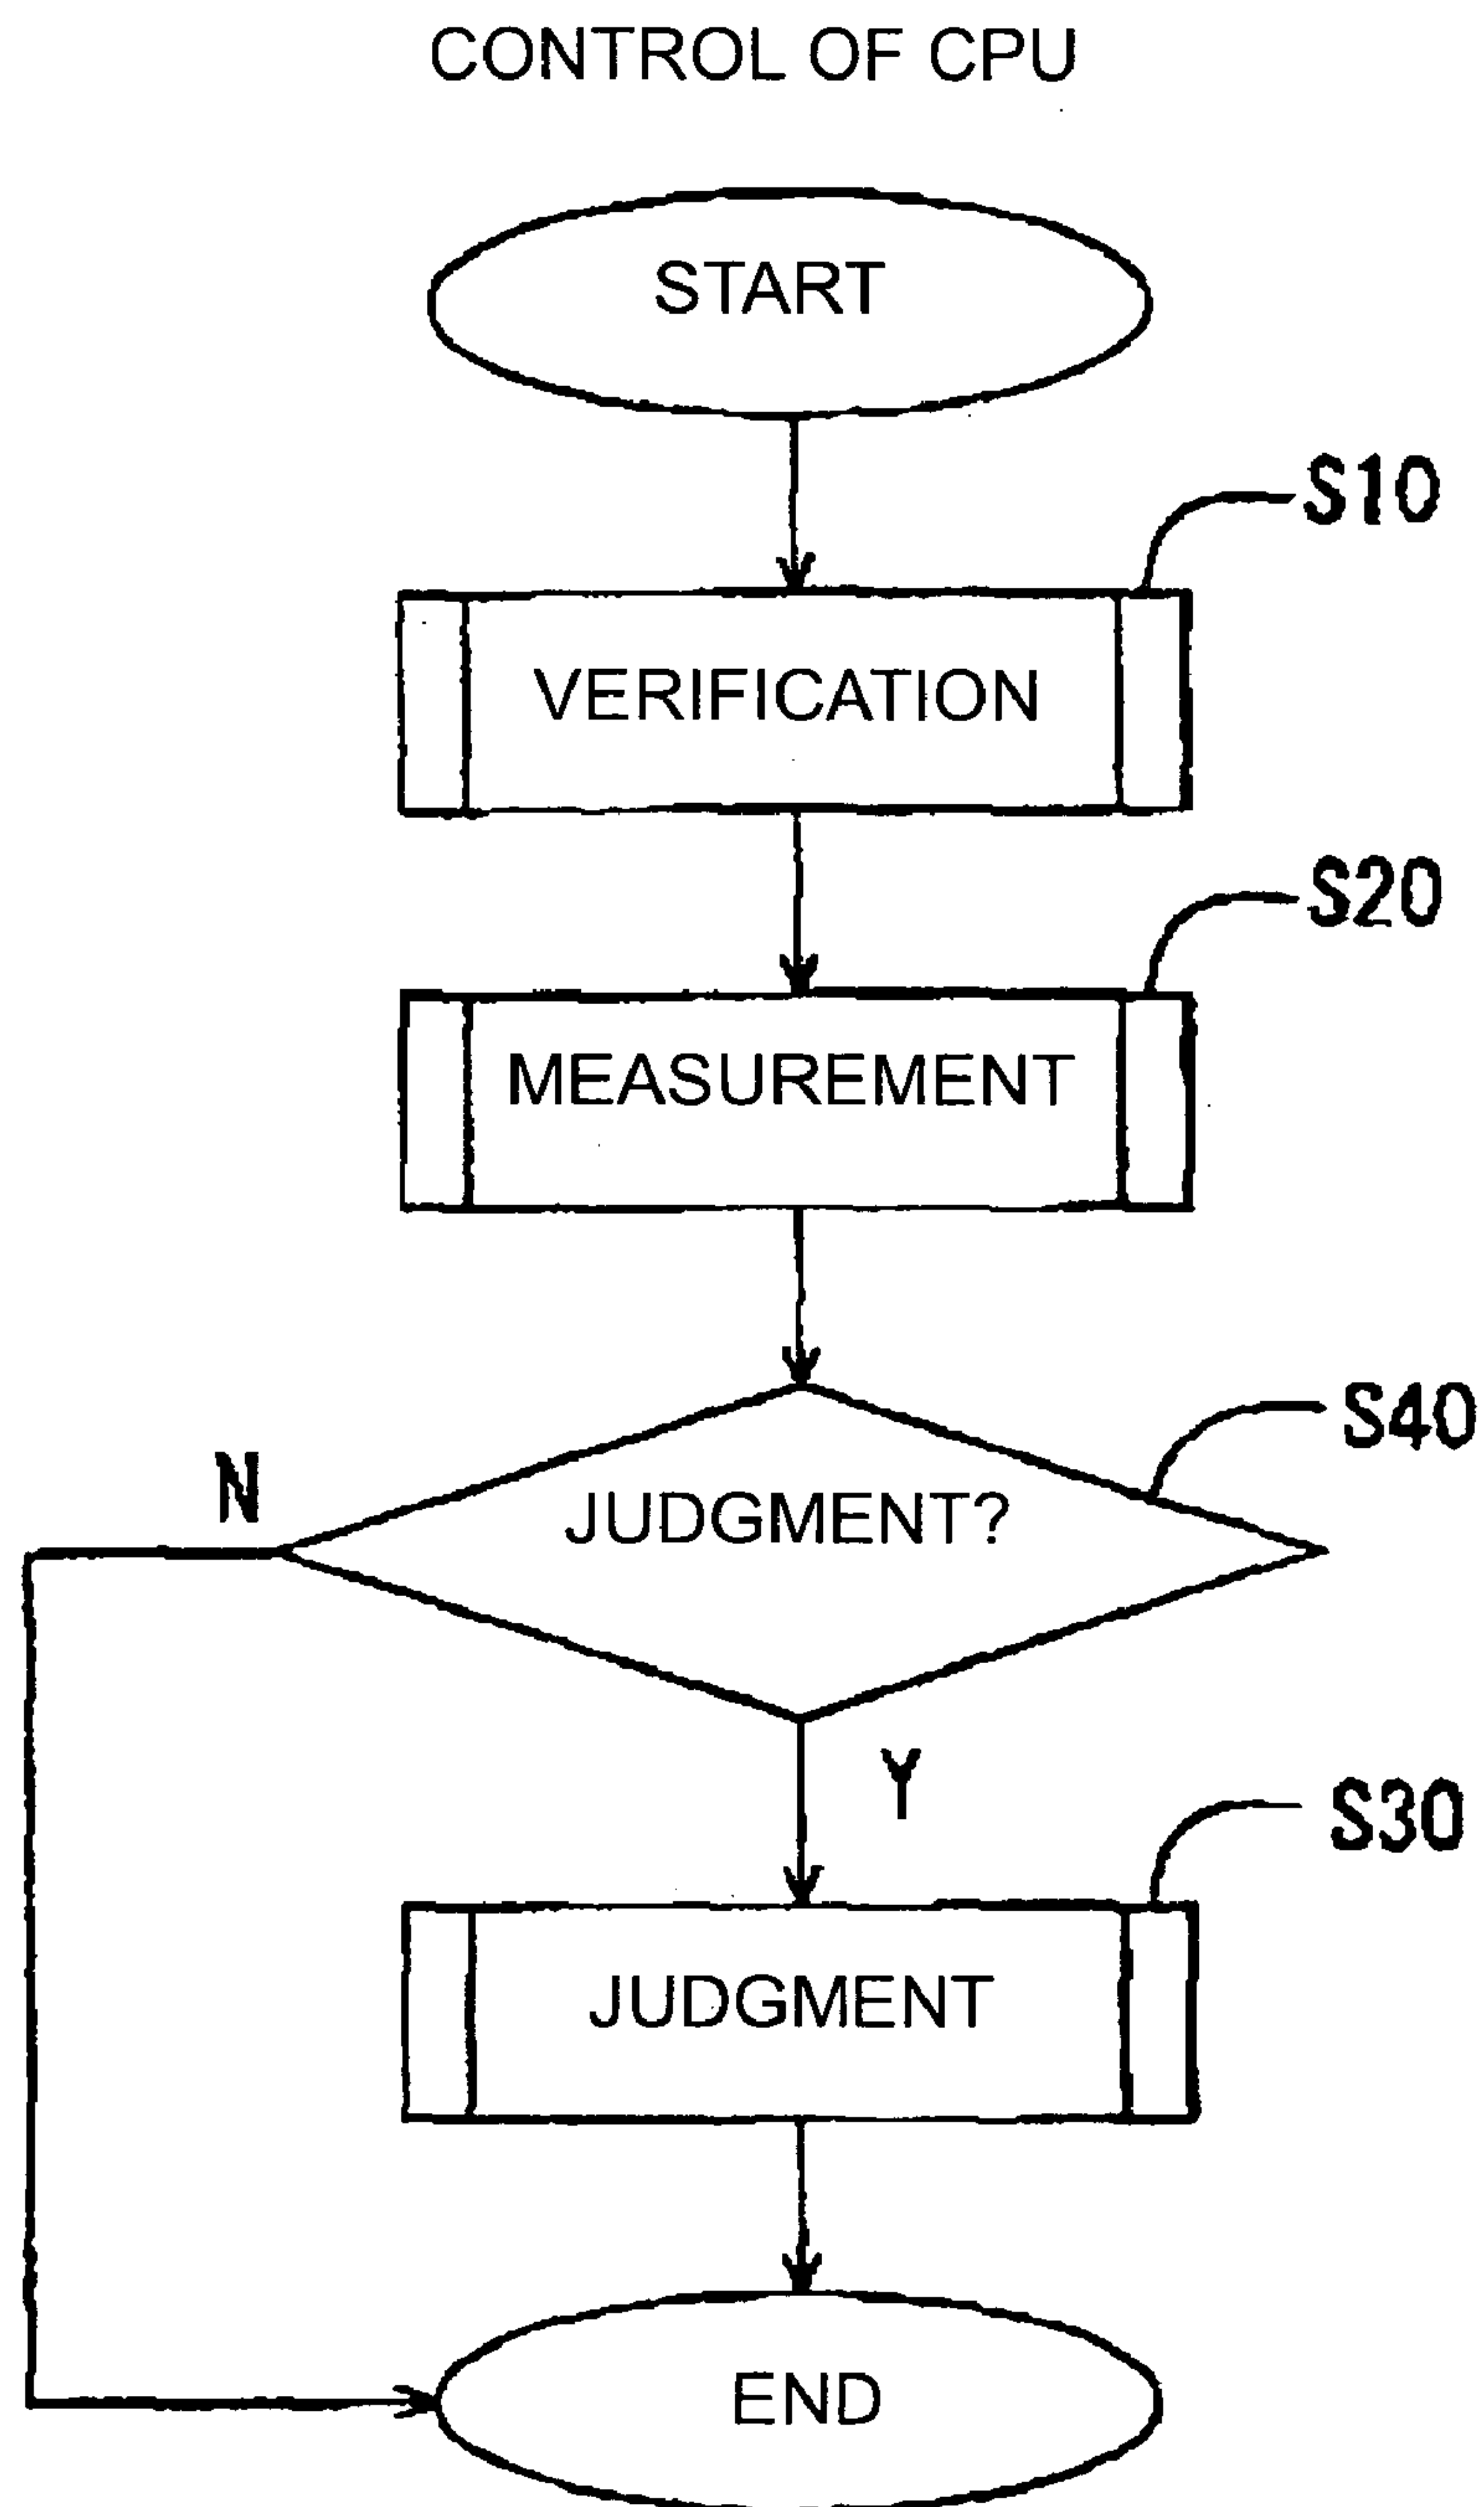 CONTROL OF CPU
START
S10
VERIFICATION
S20
MEASUREMENT
S40
N
JUDGMENT?
Y
S30
JUDGMENT
END